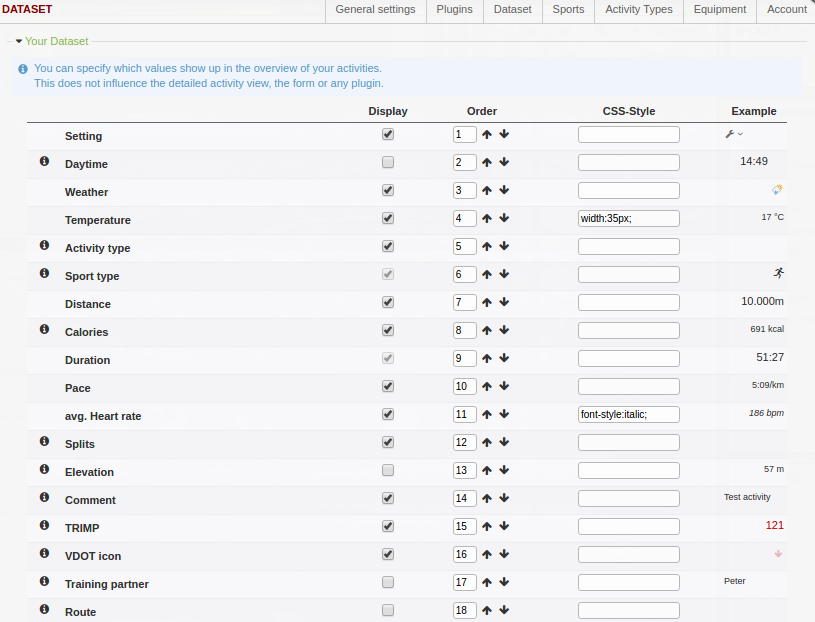 DATASET General settings Plugins Dataset Sports Activity Types Equipment Account
Your Dataset
You can specify which values show up in the overview of your activities.
This does not influence the detailed activity view, the form or any plugin.
Display Order CSS-Style Example
Setting 1
Daytime 2 14:49
Weather 3
Temperature 4 width:35px; 17 °C
Activity type 5
Sport type 6
Distance 7 10.000m
Calories 8 691 kcal
Duration 9 51:27
Pace 10 5:09/km
avg. Heart rate 11 font-style:italic; 186 bpm
Splits 12
Elevation 13 57 m
Comment 14 Test activity
TRIMP 15 121
VDOT icon 16
Training partner 17 Peter
Route 18